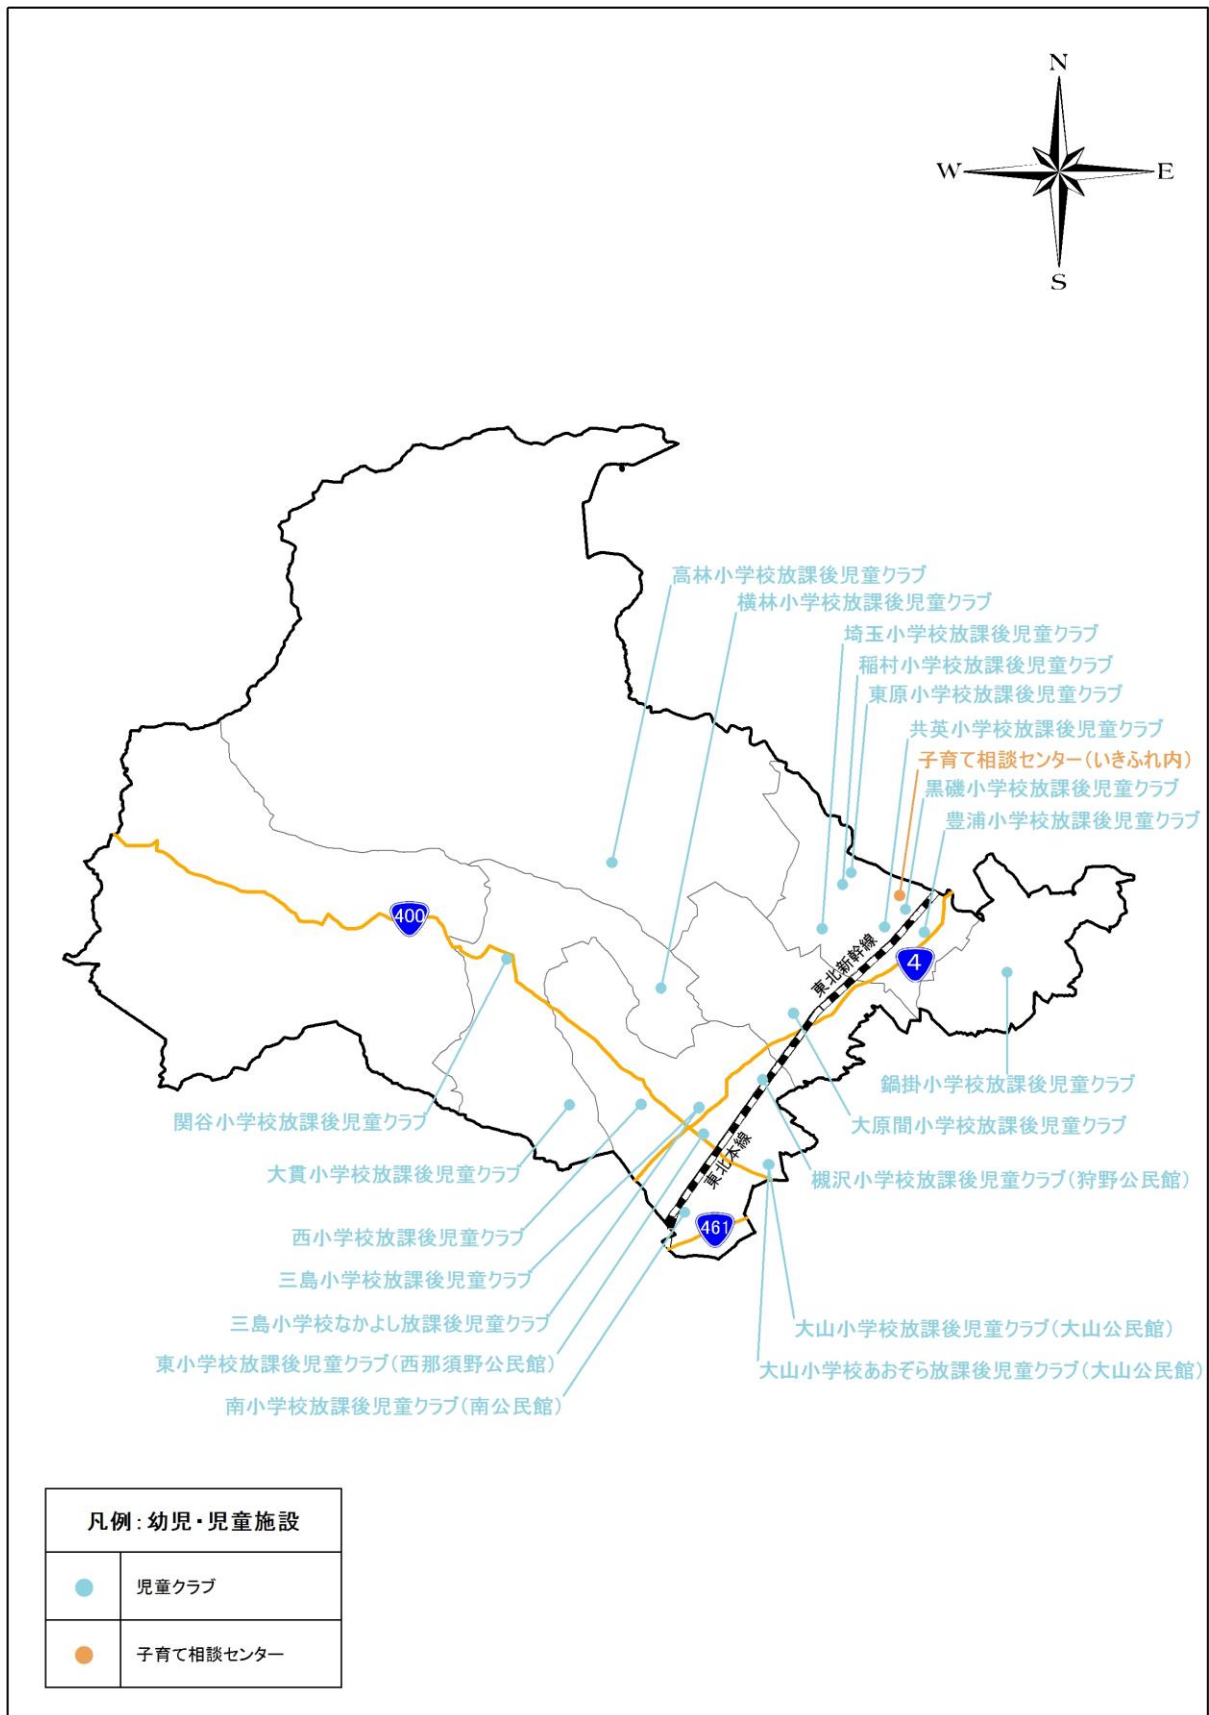 N
W
E
S
高林小学校放課後児童クラブ
横林小学校放課後児童クラブ
埼玉小学校放課後児童クラブ
稲村小学校放課後児童クラブ
東原小学校放課後児童クラブ
共英小学校放課後児童クラブ
子育て相談センター(いきふれ内)
黒磯小学校放課後児童クラブ
豊浦小学校放課後児童クラブ
400
4
東北新幹線
鍋掛小学校放課後児童クラブ
関谷小学校放課後児童クラブ
大原間小学校放課後児童クラブ
東北本線
大貫小学校放課後児童クラブ
槻沢小学校放課後児童クラブ(狩野公民館)
461
西小学校放課後児童クラブ
三島小学校放課後児童クラブ
三島小学校なかよし放課後児童クラブ
大山小学校放課後児童クラブ(大山公民館)
東小学校放課後児童クラブ(西那須野公民館)
大山小学校あおぞら放課後児童クラブ(大山公民館)
南小学校放課後児童クラブ(南公民館)
凡例:幼児・児童施設
児童クラブ
子育て相談センター